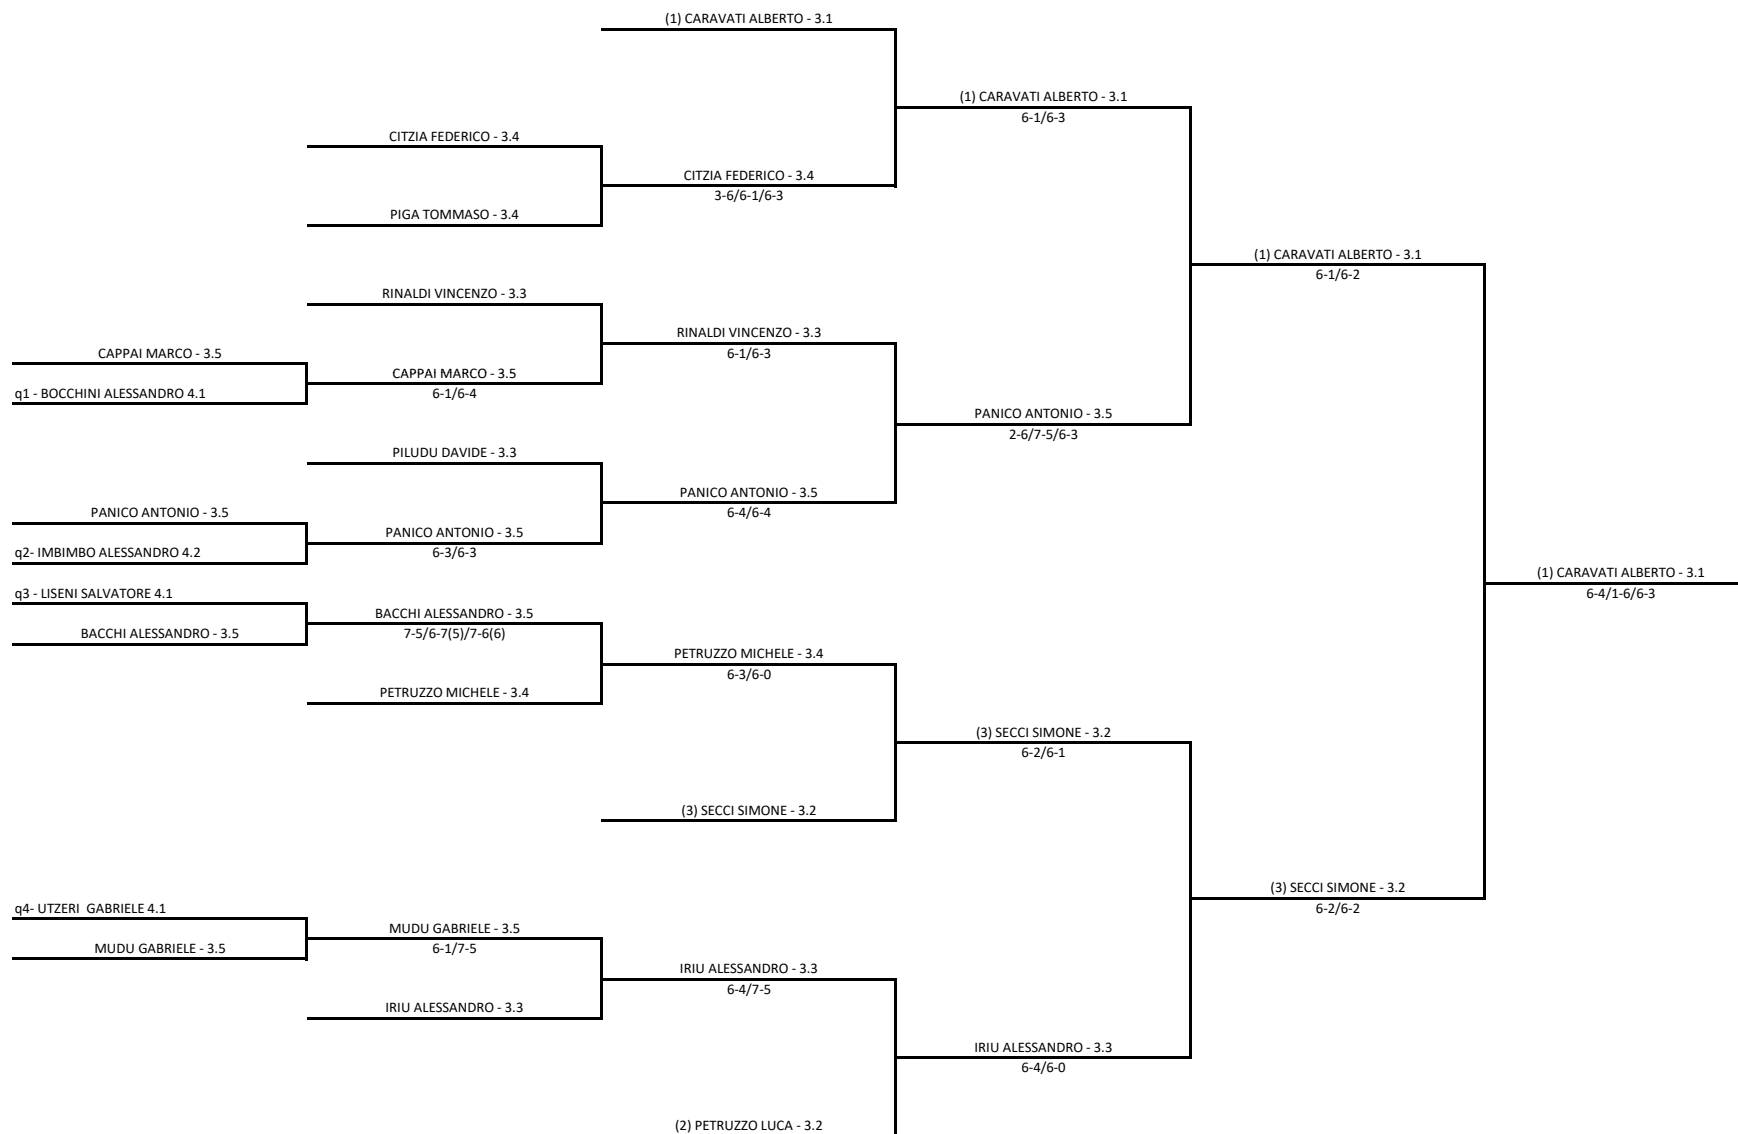 (1) CARAVATI ALBERTO - 3.1
(1) CARAVATI ALBERTO - 3.1
6-1/6-3
CITZIA FEDERICO - 3.4
CITZIA FEDERICO - 3.4
3-6/6-1/6-3
PIGA TOMMASO - 3.4
(1) CARAVATI ALBERTO - 3.1
6-1/6-2
RINALDI VINCENZO - 3.3
RINALDI VINCENZO - 3.3
6-1/6-3
CAPPAI MARCO - 3.5
CAPPAI MARCO - 3.5
6-1/6-4
q1 - BOCCHINI ALESSANDRO 4.1
PANICO ANTONIO - 3.5
2-6/7-5/6-3
PILUDU DAVIDE - 3.3
PANICO ANTONIO - 3.5
6-4/6-4
PANICO ANTONIO - 3.5
PANICO ANTONIO - 3.5
6-3/6-3
q2- IMBIMBO ALESSANDRO 4.2
(1) CARAVATI ALBERTO - 3.1
6-4/1-6/6-3
q3 - LISENI SALVATORE 4.1
BACCHI ALESSANDRO - 3.5
7-5/6-7(5)/7-6(6)
BACCHI ALESSANDRO - 3.5
PETRUZZO MICHELE - 3.4
6-3/6-0
PETRUZZO MICHELE - 3.4
(3) SECCI SIMONE - 3.2
6-2/6-1
(3) SECCI SIMONE - 3.2
(3) SECCI SIMONE - 3.2
6-2/6-2
q4- UTZERI  GABRIELE 4.1
MUDU GABRIELE - 3.5
6-1/7-5
MUDU GABRIELE - 3.5
IRIU ALESSANDRO - 3.3
6-4/7-5
IRIU ALESSANDRO - 3.3
IRIU ALESSANDRO - 3.3
6-4/6-0
(2) PETRUZZO LUCA - 3.2